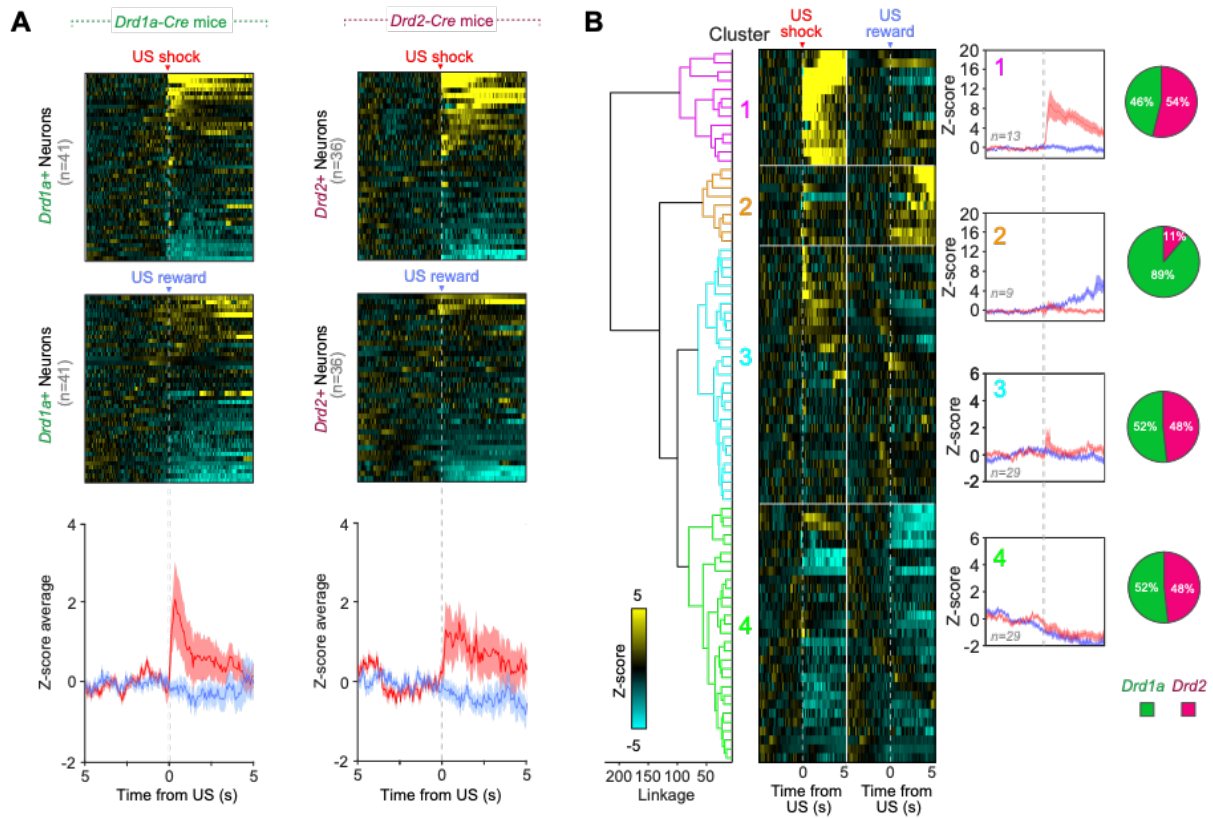 A
Drd1a-Cre mice
Drd2-Cre mice
US shock
US shock
Drd1a+ Neurons
(n=41)
Drd2+ Neurons
(n=36)
US reward
US reward
Drd1a+ Neurons
(n=41)
Drd2+ Neurons
(n=36)
4
2
0
-2
Z-score average
5
0
5
Time from US (s)
4
2
0
-2
Z-score average
5
0
5
Time from US (s)
B
Cluster
US
shock
US
reward
1
2
3
4
5
-5
Z-score
200 150 100 50
Linkage
0 5
Time from
US (s)
0 5
Time from
US (s)
20
16
12
8
4
0
Z-score
1
n=13
46% 54%
20
16
12
8
4
0
Z-score
2
n=9
11%
89%
6
4
2
0
-2
Z-score
3
n=29
52% 48%
6
4
2
0
-2
Z-score
4
n=29
52% 48%
Drd1a Drd2